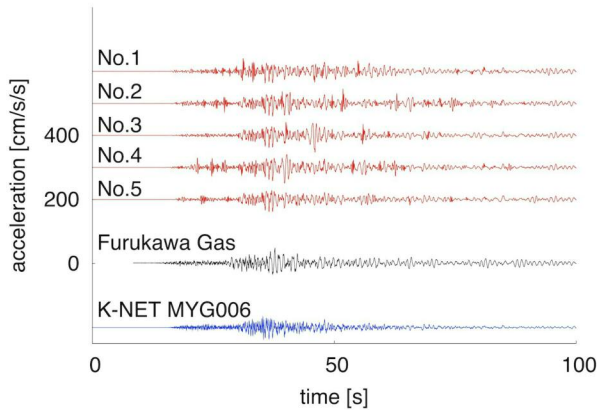 No.1
No.2
No.3
No.4
No.5
Furukawa Gas
K-NET MYG006
400
200
0
acceleration [cm/s/s]
0 50 100
time [s]